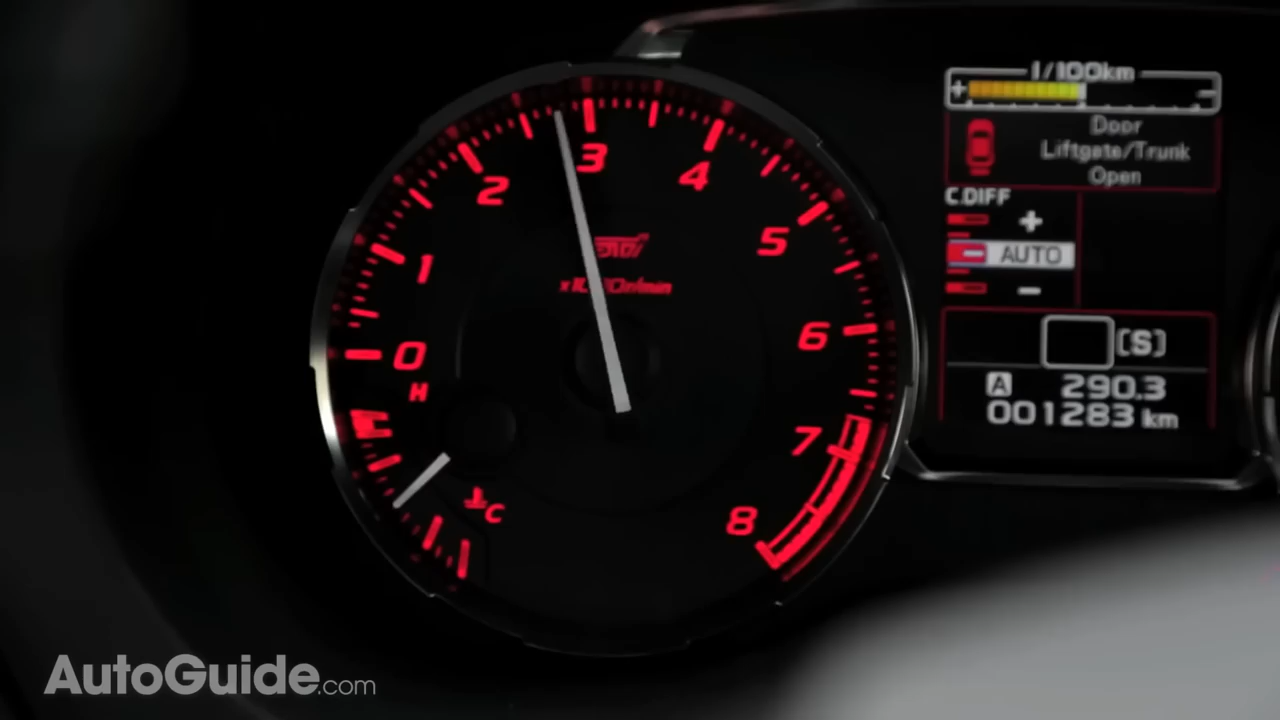 0
1
2
3
4
5
6
7
8
STI
H
C
l/100km
+ -
Door
Liftgate/Trunk
Open
C.DIFF
+
AUTO
-
[S]
A 290.3
001283 km
AutoGuide.com